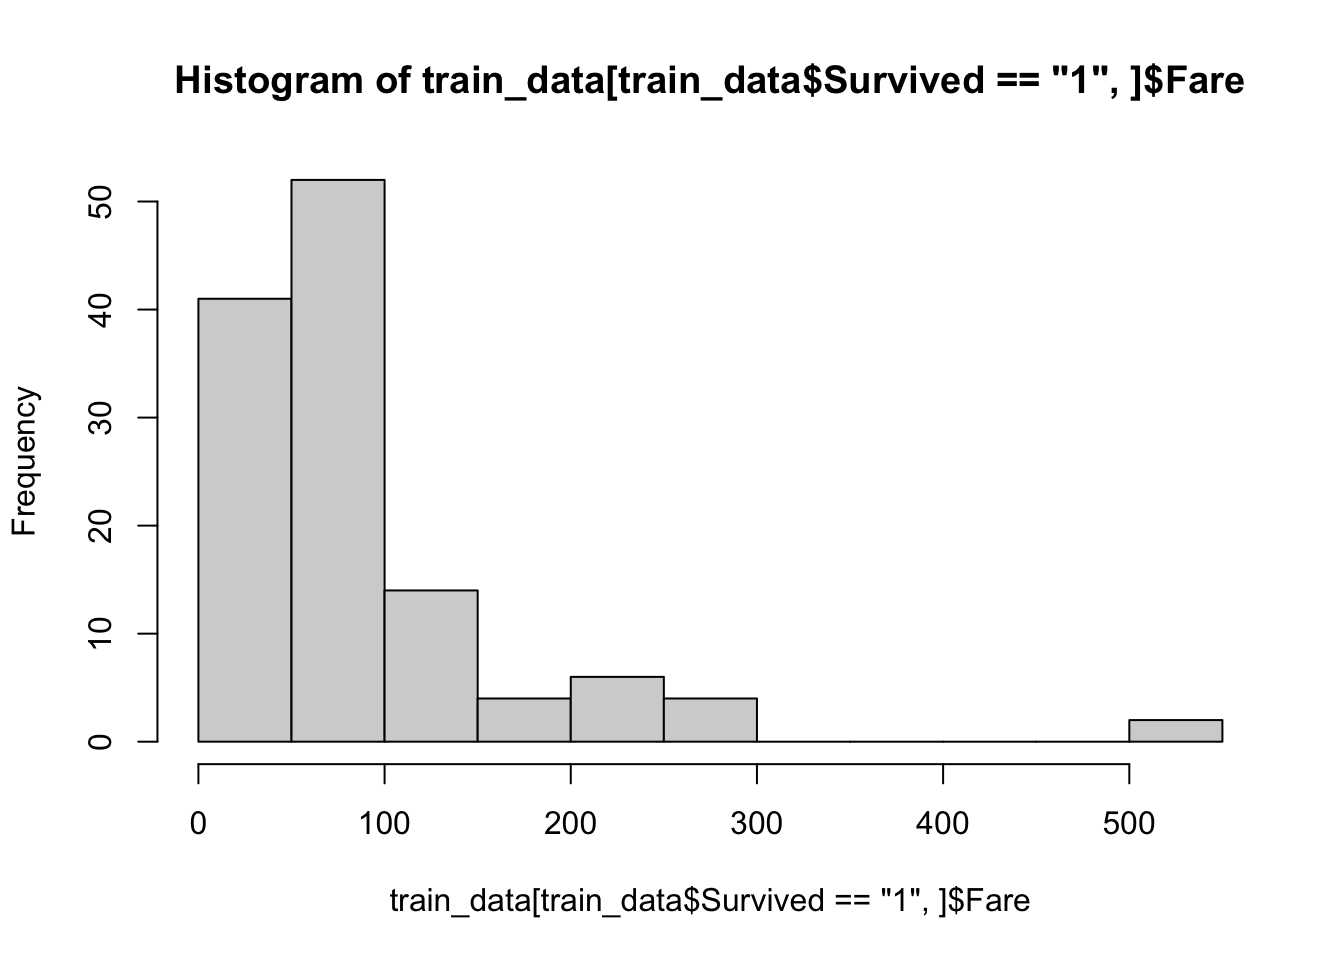 Histogram of train_data[train_data$Survived == "1", ]$Fare
Frequency
50
40
30
20
10
0
0 100 200 300 400 500
train_data[train_data$Survived == "1", ]$Fare